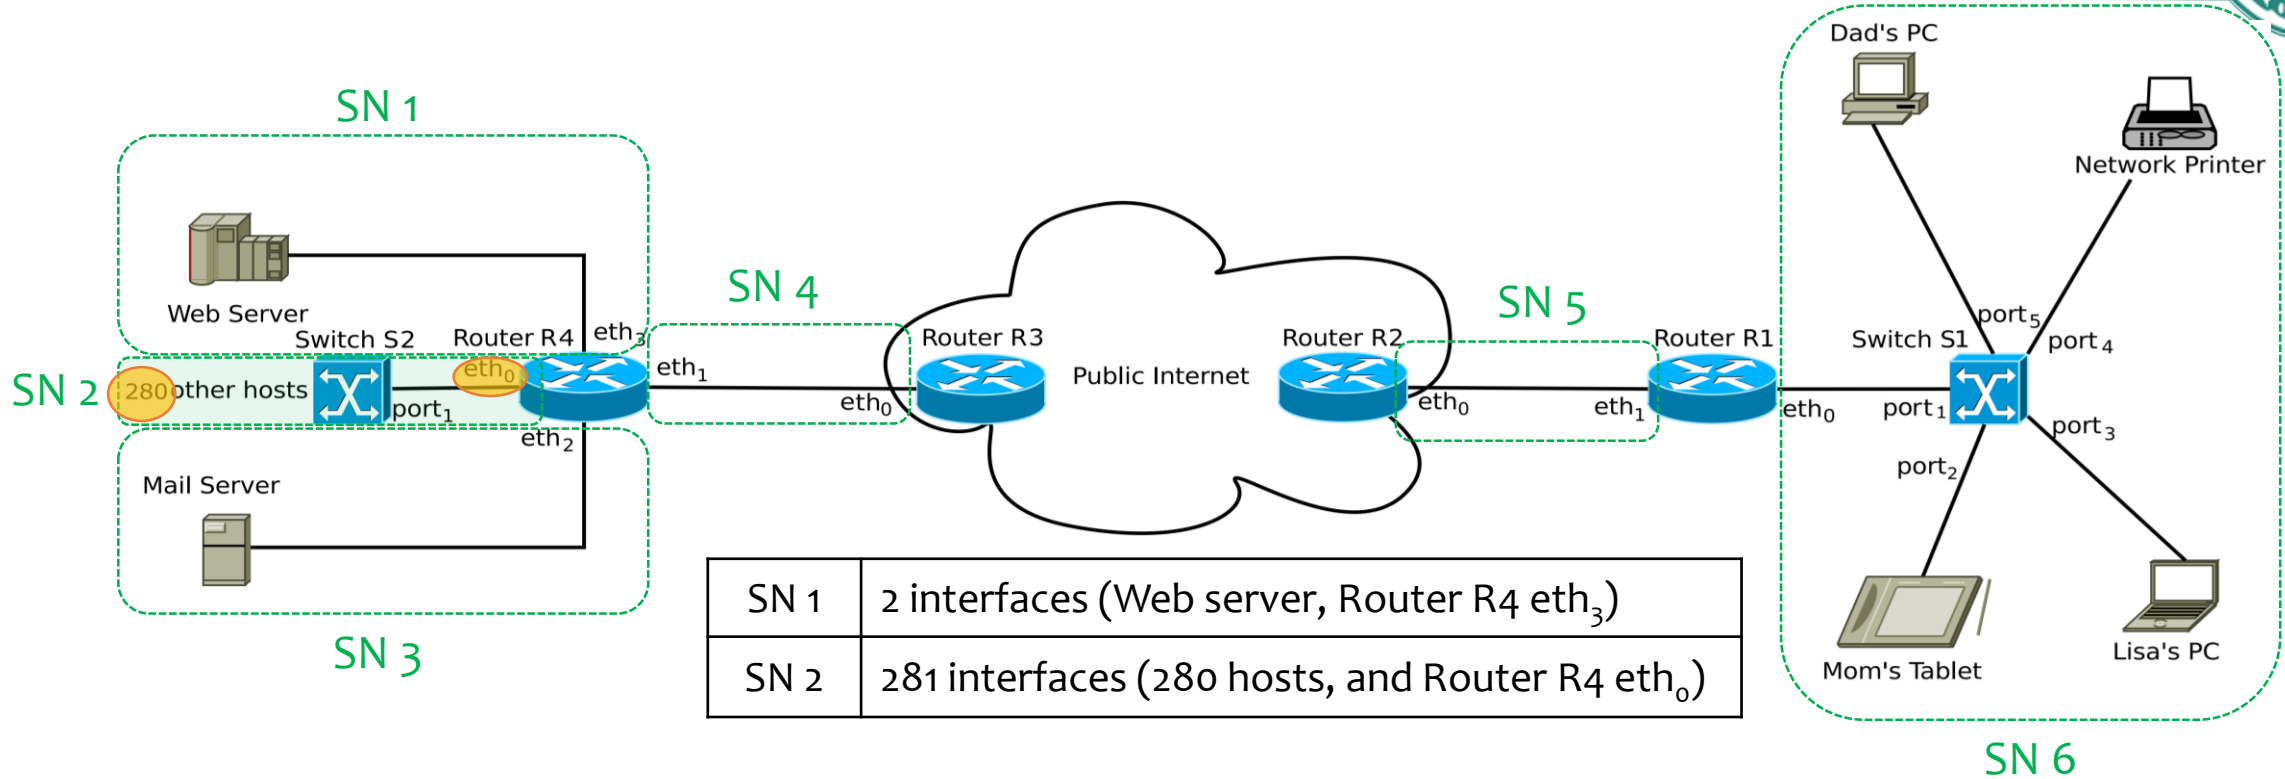 Dad's PC
Network Printer
SN 1
Web Server
Switch S2
Router R4
eth3
SN 4
SN 5
SN 2
280 other hosts
port1
eth0
eth1
eth2
eth0
Router R3
Public Internet
Router R2
eth0
eth1
Router R1
eth0
Switch S1
port1
port5
port4
port3
port2
Mail Server
SN 3
Mom's Tablet
Lisa's PC
SN 6
SN 1 2 interfaces (Web server, Router R4 eth3)
SN 2 281 interfaces (280 hosts, and Router R4 eth0)